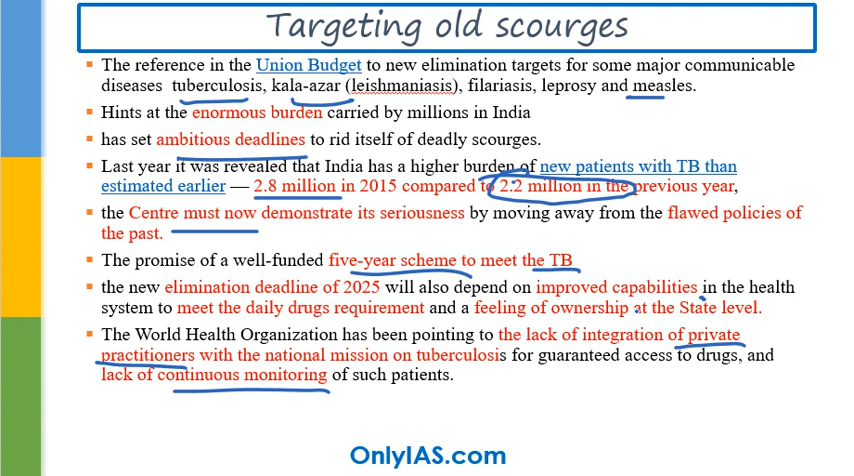 Targeting old scourges
▪ The reference in the Union Budget to new elimination targets for some major communicable
diseases tuberculosis, kala-azar (leishmaniasis), filariasis, leprosy and measles.
▪ Hints at the enormous burden carried by millions in India
▪ has set ambitious deadlines to rid itself of deadly scourges.
▪ Last year it was revealed that India has a higher burden of new patients with TB than
estimated earlier — 2.8 million in 2015 compared to 2.2 million in the previous year,
▪ the Centre must now demonstrate its seriousness by moving away from the flawed policies of
the past.
▪ The promise of a well-funded five-year scheme to meet the TB
▪ the new elimination deadline of 2025 will also depend on improved capabilities in the health
system to meet the daily drugs requirement and a feeling of ownership at the State level.
▪ The World Health Organization has been pointing to the lack of integration of private
practitioners with the national mission on tuberculosis for guaranteed access to drugs, and
lack of continuous monitoring of such patients.
OnlyIAS.com